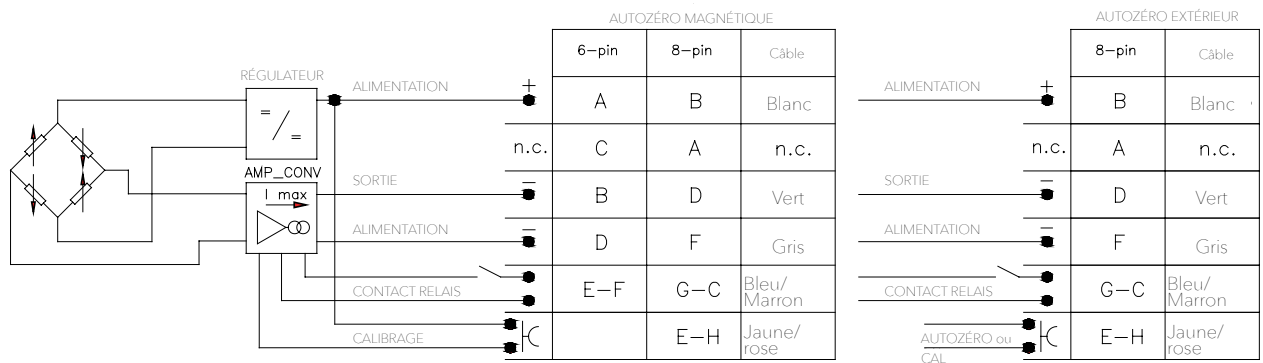 AUTOZÉRO MAGNÉTIQUE
AUTOZÉRO EXTÉRIEUR
6-pin 8-pin Câble
8-pin Câble
RÉGULATEUR
= / =
ALIMENTATION + A B Blanc
ALIMENTATION + B Blanc
n.c. C A n.c.
n.c. A n.c.
AMP_CONV
I max
SORTIE - B D Vert
SORTIE - D Vert
ALIMENTATION - D F Gris
ALIMENTATION - F Gris
CONTACT RELAIS E-F G-C Bleu/
Marron
CONTACT RELAIS G-C Bleu/
Marron
CALIBRAGE E-H Jaune/
rose
AUTOZÉRO ou
CAL
E-H Jaune/
rose